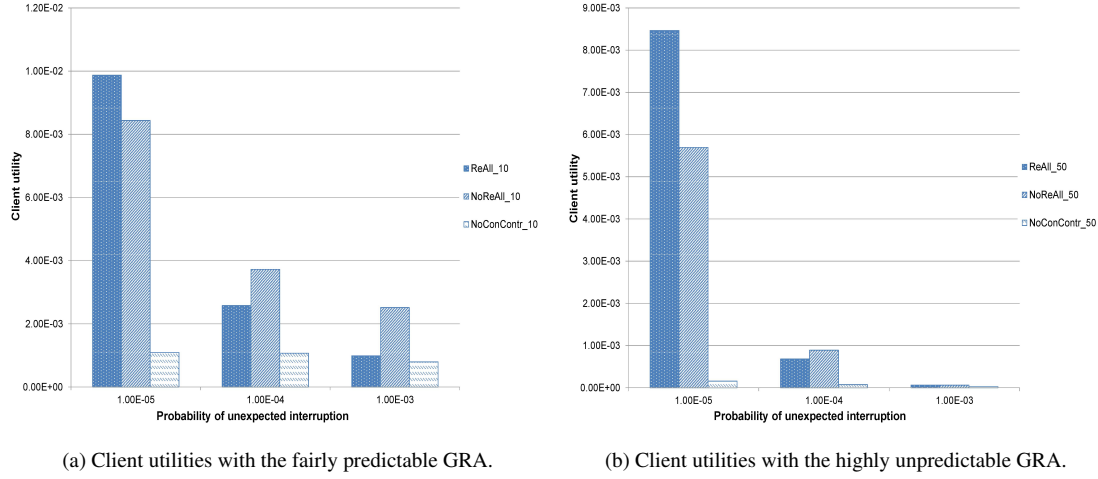 1.20E-02
1.00E-02
8.00E-03
6.00E-03
4.00E-03
2.00E-03
0.00E+00
Client utility
1.00E-05 1.00E-04 1.00E-03
Probability of unexpected interruption
ReAll_10
NoReAll_10
NoConContr_10
(a) Client utilities with the fairly predictable GRA.
9.00E-03
8.00E-03
7.00E-03
6.00E-03
5.00E-03
4.00E-03
3.00E-03
2.00E-03
1.00E-03
0.00E+00
Client utility
1.00E-05 1.00E-04 1.00E-03
Probability of unexpected interruption
ReAll_50
NoReAll_50
NoConContr_50
(b) Client utilities with the highly unpredictable GRA.